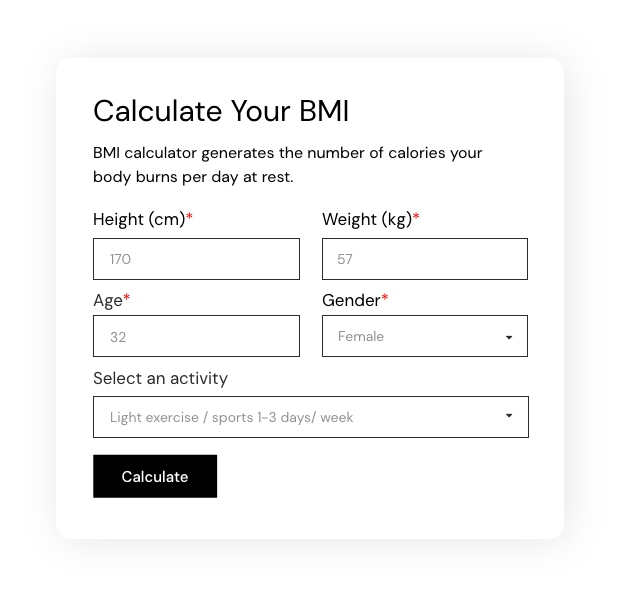 Calculate Your BMI
BMI calculator generates the number of calories your
body burns per day at rest.
Height (cm)* Weight (kg)*
170 57
Age* Gender*
32 Female
Select an activity
Light exercise / sports 1-3 days/ week
Calculate